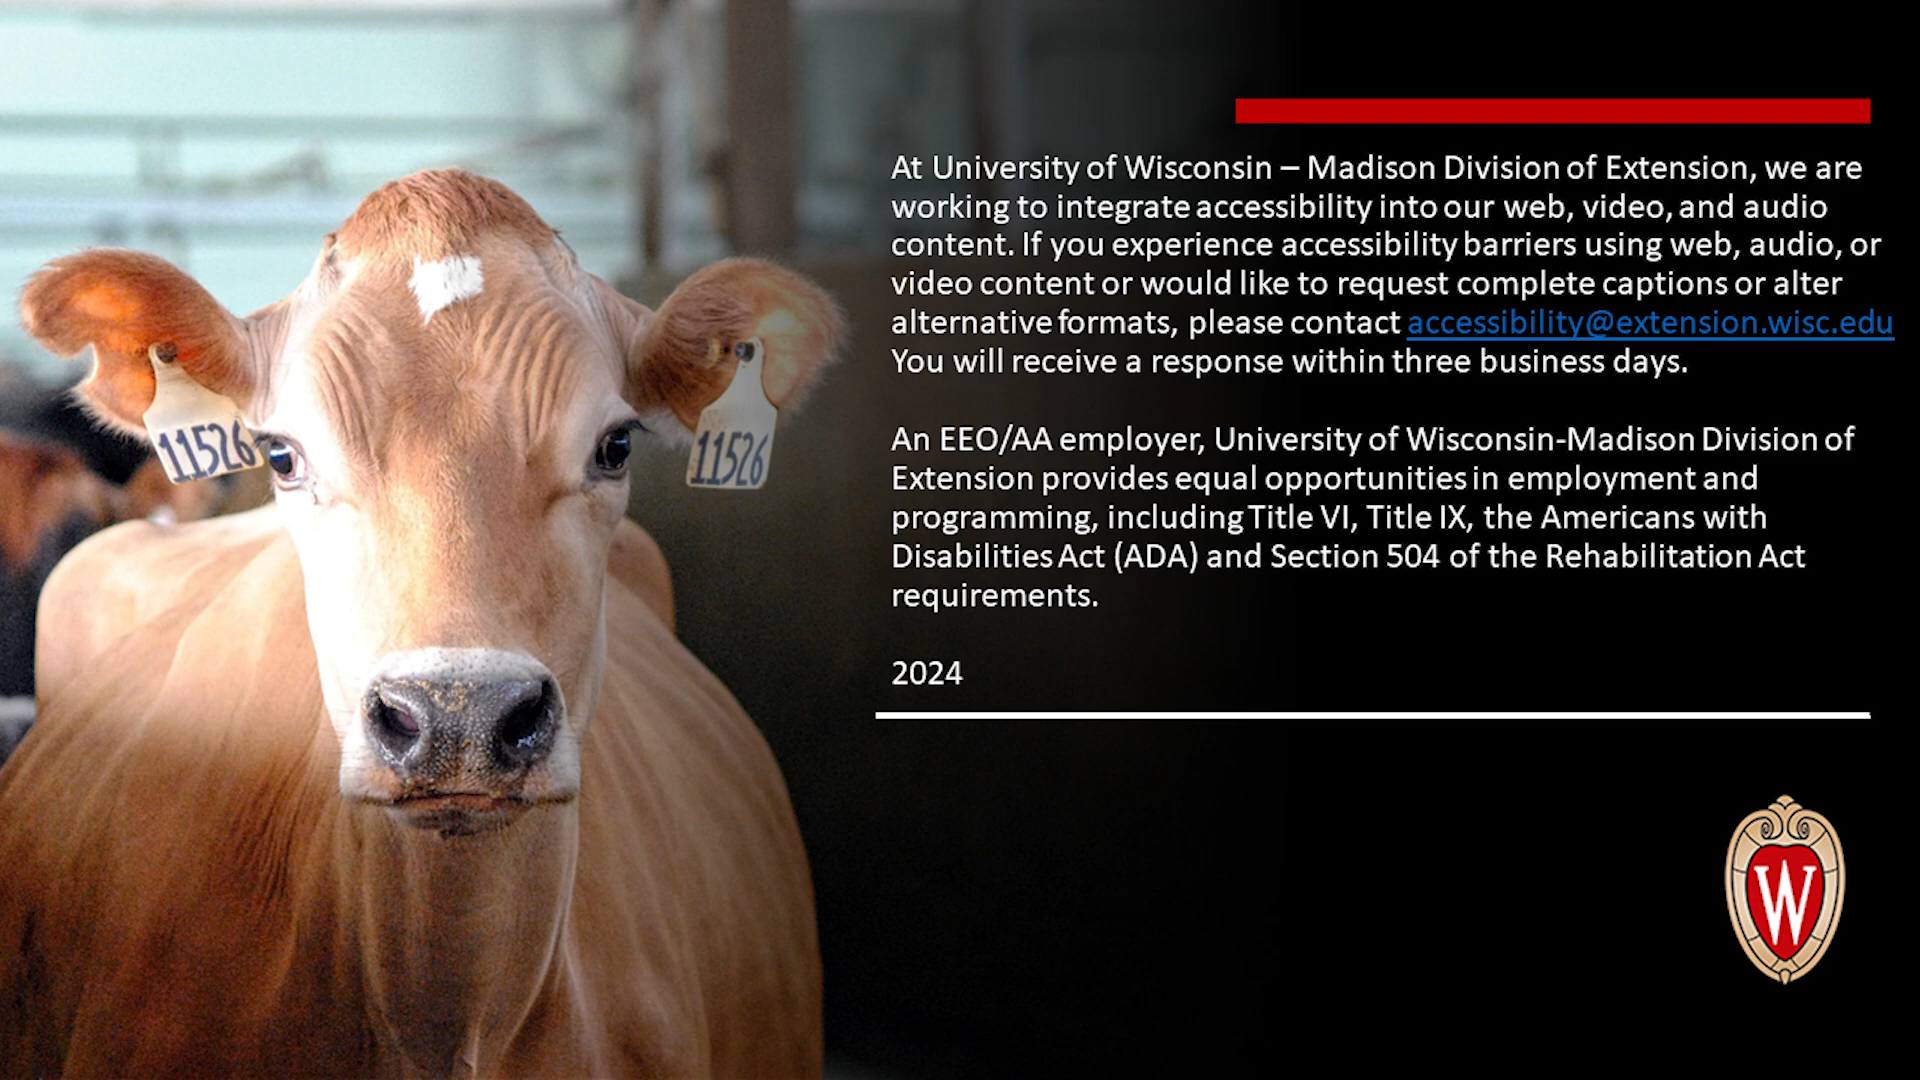 At University of Wisconsin – Madison Division of Extension, we are
working to integrate accessibility into our web, video, and audio
content. If you experience accessibility barriers using web, audio, or
video content or would like to request complete captions or alter
alternative formats, please contact accessibility@extension.wisc.edu
You will receive a response within three business days.
An EEO/AA employer, University of Wisconsin-Madison Division of
Extension provides equal opportunities in employment and
programming, including Title VI, Title IX, the Americans with
Disabilities Act (ADA) and Section 504 of the Rehabilitation Act
requirements.
2024
11526
11526
W